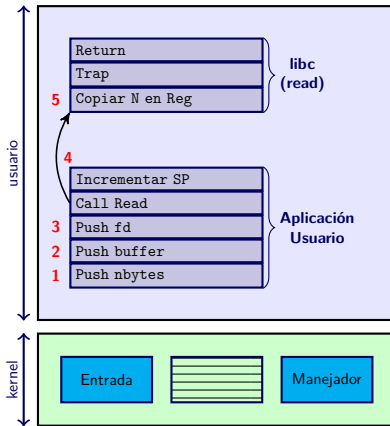 usuario
Return
Trap
5 Copiar N en Reg
libc
(read)
4
Incrementar SP
Call Read
3 Push fd
2 Push buffer
1 Push nbytes
Aplicación
Usuario
kernel
Entrada
Manejador